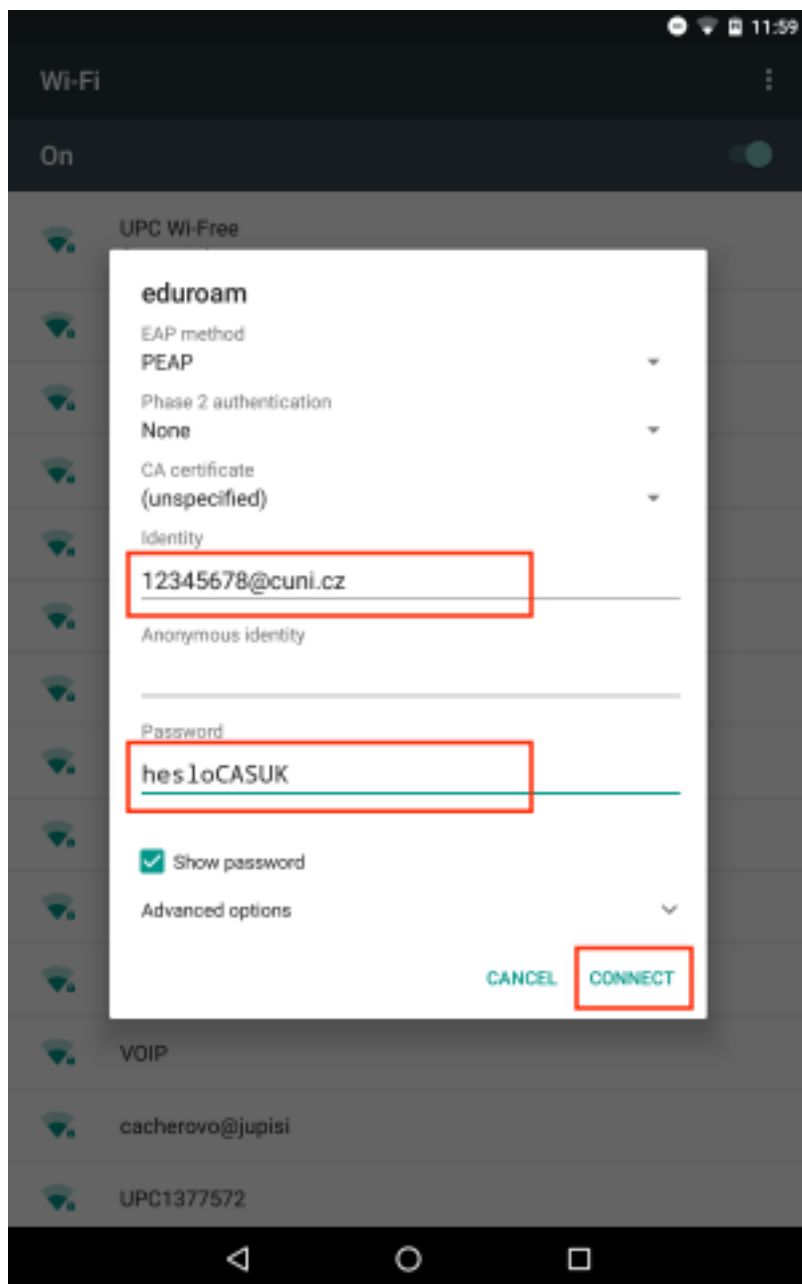 11:59
Wi-Fi
On
UPC Wi-Free
eduroam
EAP method
PEAP
Phase 2 authentication
None
CA certificate
(unspecified)
Identity
12345678@cuni.cz
Anonymous identity
Password
hesloCASUK
Show password
Advanced options
CANCEL CONNECT
VOIP
cacherovo@jupisi
UPC1377572